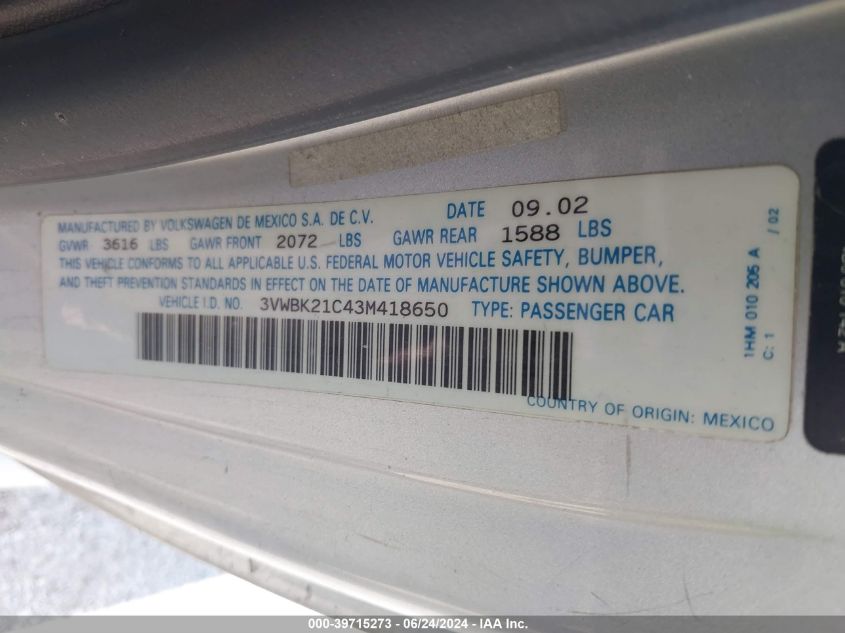 MANUFACTURED BY VOLKSWAGEN DE MEXICO S.A. DE C.V. DATE 09.02
GVWR 3616 LBS GAWR FRONT 2072 LBS GAWR REAR 1588 LBS
THIS VEHICLE CONFORMS TO ALL APPLICABLE U.S. FEDERAL MOTOR VEHICLE SAFETY, BUMPER,
AND THEFT PREVENTION STANDARDS IN EFFECT ON THE DATE OF MANUFACTURE SHOWN ABOVE.
VEHICLE I.D. NO. 3VWBK21C43M418650 TYPE: PASSENGER CAR
COUNTRY OF ORIGIN: MEXICO
1HM 010 205 A / 02
C: 1
000-39715273 - 06/24/2024 - IAA Inc.